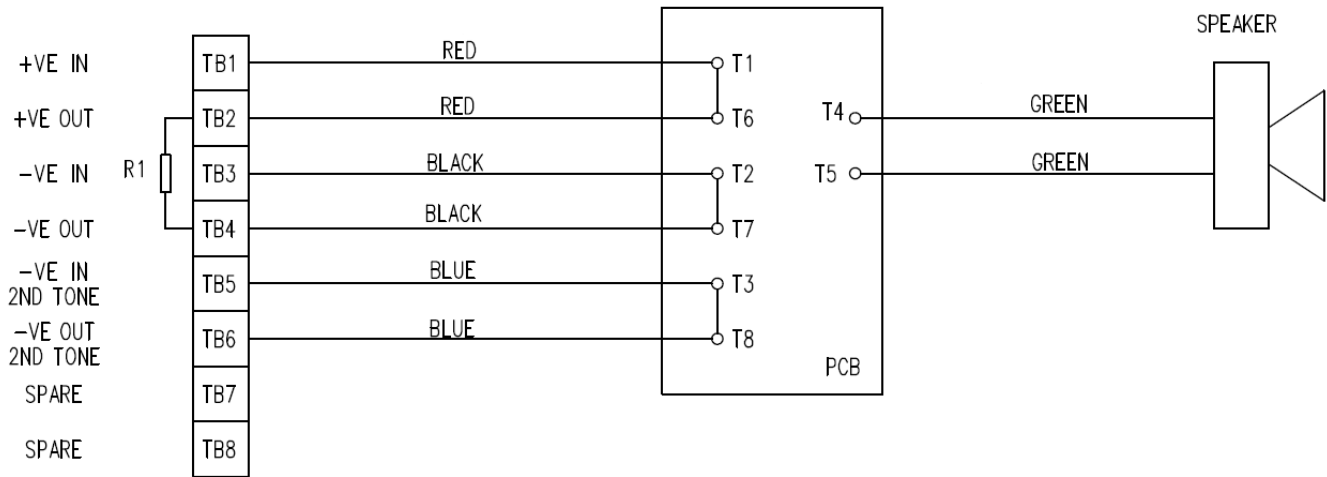 SPEAKER
+VE IN TB1 RED T1
+VE OUT TB2 RED T6 T4 GREEN
R1
-VE IN TB3 BLACK T2 T5 GREEN
-VE OUT TB4 BLACK T7
-VE IN
2ND TONE
TB5 BLUE T3
-VE OUT
2ND TONE
TB6 BLUE T8
PCB
SPARE TB7
SPARE TB8